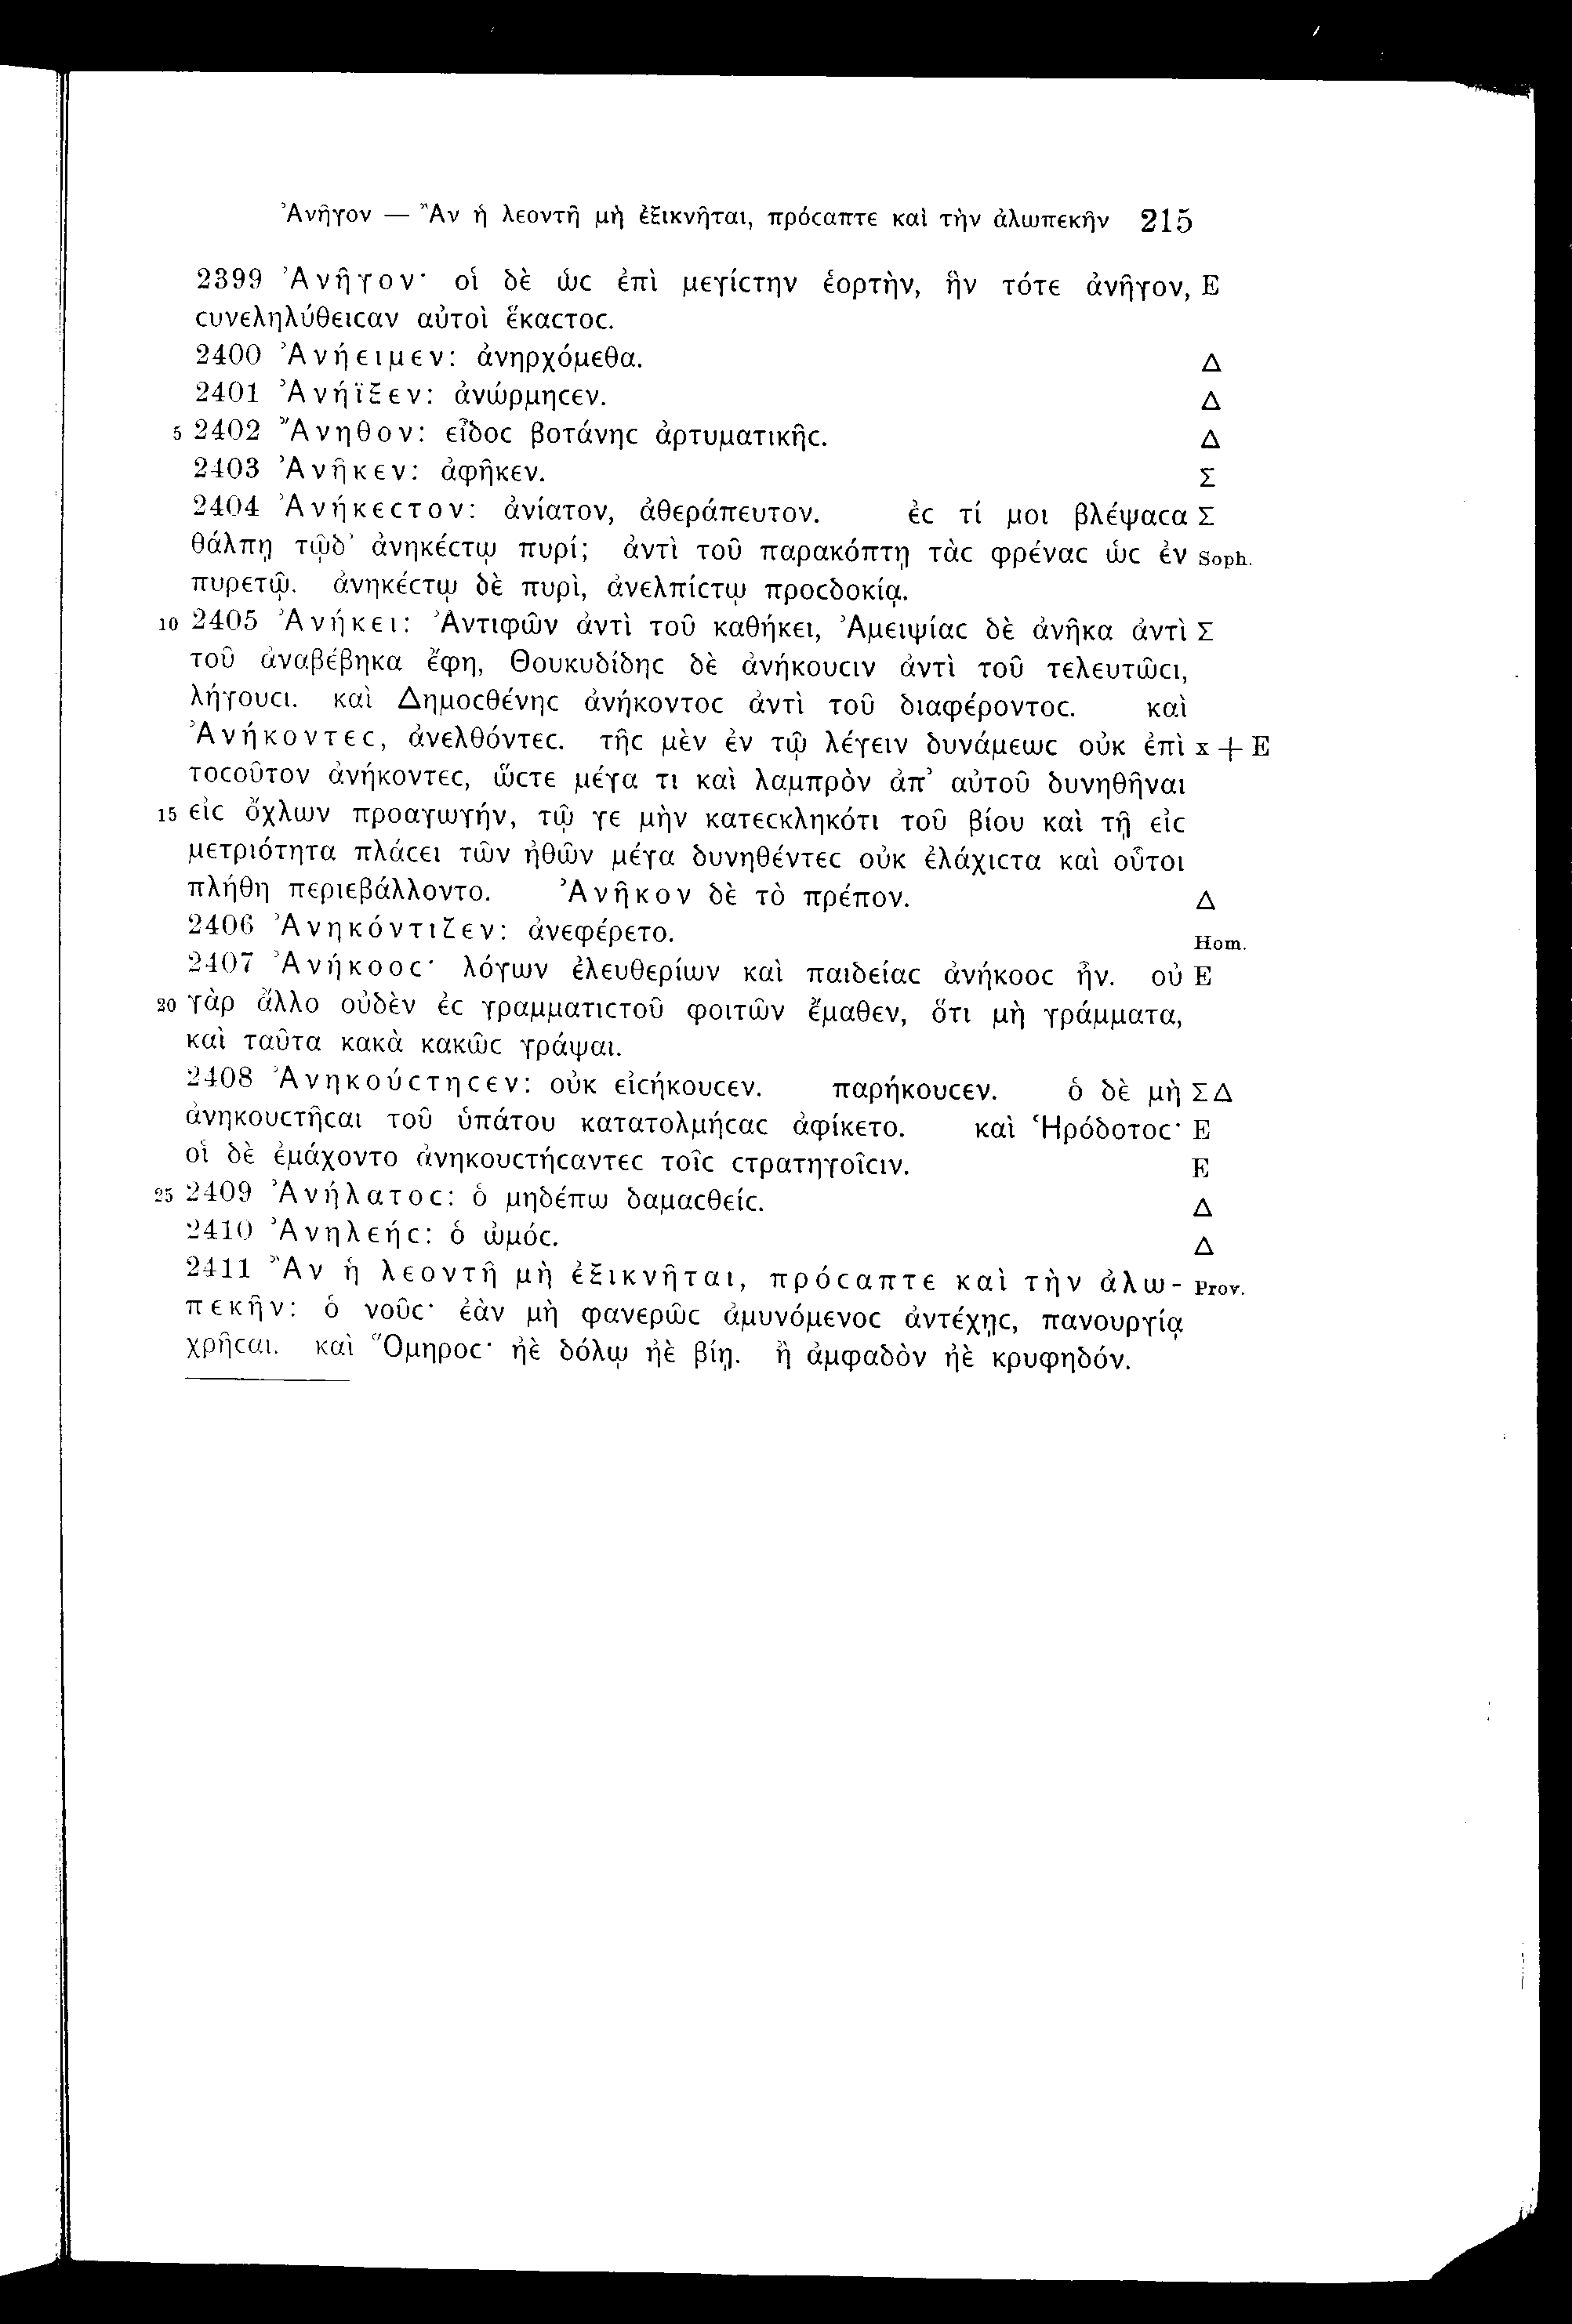 Ἀνῆγον — Ἂν ἡ λεοντῆ μὴ ἐξικνῆται, πρόϲαπτε καὶ τὴν ἀλωπεκῆν 215
2399 Ἀνῆγον· οἱ δὲ ὡϲ ἐπὶ μεγίϲτην ἑορτὴν, ἣν τότε ἀνῆγον, E
ϲυνεληλύθειϲαν αὐτοὶ ἕκαϲτοϲ.
2400 Ἀνήειμεν: ἀνηρχόμεθα. Δ
2401 Ἀνήϊξεν: ἀνώρμηϲεν. Δ
5 2402 Ἄνηθον: εἶδοϲ βοτάνηϲ ἀρτυματικῆϲ. Δ
2403 Ἀνῆκεν: ἀφῆκεν. Σ
2404 Ἀνήκεϲτον: ἀνίατον, ἀθεράπευτον. ἐϲ τί μοι βλέψαϲα Σ
θάλπῃ τῷδ' ἀνηκέϲτῳ πυρί; ἀντὶ τοῦ παρακόπτῃ τὰϲ φρέναϲ ὡϲ ἐν Soph.
πυρετῷ. ἀνηκέϲτῳ δὲ πυρὶ, ἀνελπίϲτῳ προϲδοκίᾳ.
10 2405 Ἀνήκει: Ἀντιφῶν ἀντὶ τοῦ καθήκει, Ἀμειψίαϲ δὲ ἀνῆκα ἀντὶ Σ
τοῦ ἀναβέβηκα ἔφη, Θουκυδίδηϲ δὲ ἀνήκουϲιν ἀντὶ τοῦ τελευτῶϲι,
λήγουϲι. καὶ Δημοϲθένηϲ ἀνήκοντοϲ ἀντὶ τοῦ διαφέροντοϲ. καὶ
Ἀνήκοντεϲ, ἀνελθόντεϲ. τῆϲ μὲν ἐν τῷ λέγειν δυνάμεωϲ οὐκ ἐπὶ x + E
τοϲοῦτον ἀνήκοντεϲ, ὥϲτε μέγα τι καὶ λαμπρὸν ἀπ' αὐτοῦ δυνηθῆναι
15 εἰϲ ὄχλων προαγωγήν, τῷ γε μὴν κατεϲκληκότι τοῦ βίου καὶ τῇ εἰϲ
μετριότητα πλάϲει τῶν ἠθῶν μέγα δυνηθέντεϲ οὐκ ἐλάχιϲτα καὶ οὗτοι
πλήθη περιεβάλλοντο. Ἀνῆκον δὲ τὸ πρέπον. Δ
2406 Ἀνηκόντιζεν: ἀνεφέρετο. Hom.
2407 Ἀνήκοοϲ· λόγων ἐλευθερίων καὶ παιδείαϲ ἀνήκοοϲ ἦν. οὐ E
20 γὰρ ἄλλο οὐδὲν ἐϲ γραμματιϲτοῦ φοιτῶν ἔμαθεν, ὅτι μὴ γράμματα,
καὶ ταῦτα κακὰ κακῶϲ γράψαι.
2408 Ἀνηκούϲτηϲεν: οὐκ εἰϲήκουϲεν. παρήκουϲεν. ὁ δὲ μὴ ΣΔ
ἀνηκουϲτῆϲαι τοῦ ὑπάτου κατατολμήϲαϲ ἀφίκετο. καὶ Ἡρόδοτοϲ· E
οἱ δὲ ἐμάχοντο ἀνηκουϲτήϲαντεϲ τοῖϲ ϲτρατηγοῖϲιν. E
25 2409 Ἀνήλατοϲ: ὁ μηδέπω δαμαϲθείϲ. Δ
2410 Ἀνηλεήϲ: ὁ ὠμόϲ. Δ
2411 Ἂν ἡ λεοντῆ μὴ ἐξικνῆται, πρόϲαπτε καὶ τὴν ἀλω- Prov.
πεκῆν: ὁ νοῦϲ· ἐὰν μὴ φανερῶϲ ἀμυνόμενοϲ ἀντέχῃϲ, πανουργίᾳ
χρῆϲαι. καὶ Ὅμηροϲ· ἠὲ δόλῳ ἠὲ βίῃ. ἢ ἀμφαδὸν ἠὲ κρυφηδόν.